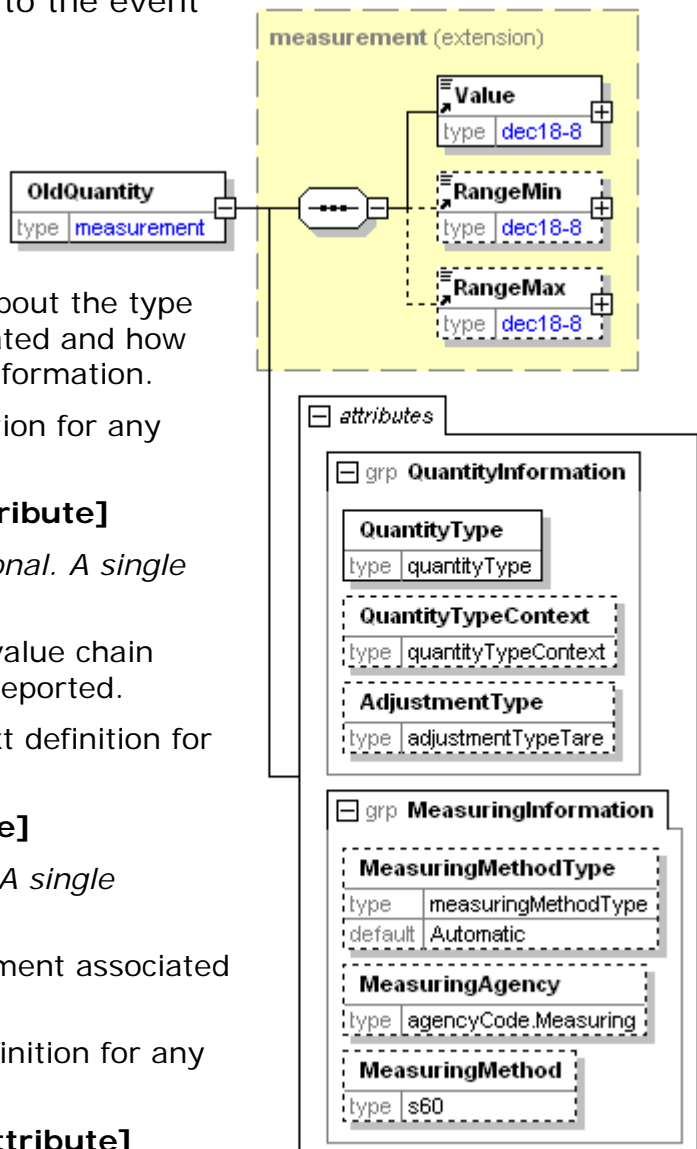 to the event
bout the type
ated and how
formation.
ion for any
ribute]
onal. A single
value chain
reported.
t definition for
e]
A single
ment associated
inition for any
ttribute]
measurement (extension)
Value
type dec18-8
OldQuantity
type measurement
RangeMin
type dec18-8
RangeMax
type dec18-8
attributes
grp QuantityInformation
QuantityType
type quantityType
QuantityTypeContext
type quantityTypeContext
AdjustmentType
type adjustmentTypeTare
grp MeasuringInformation
MeasuringMethodType
type measuringMethodType
default Automatic
MeasuringAgency
type agencyCode.Measuring
MeasuringMethod
type s60